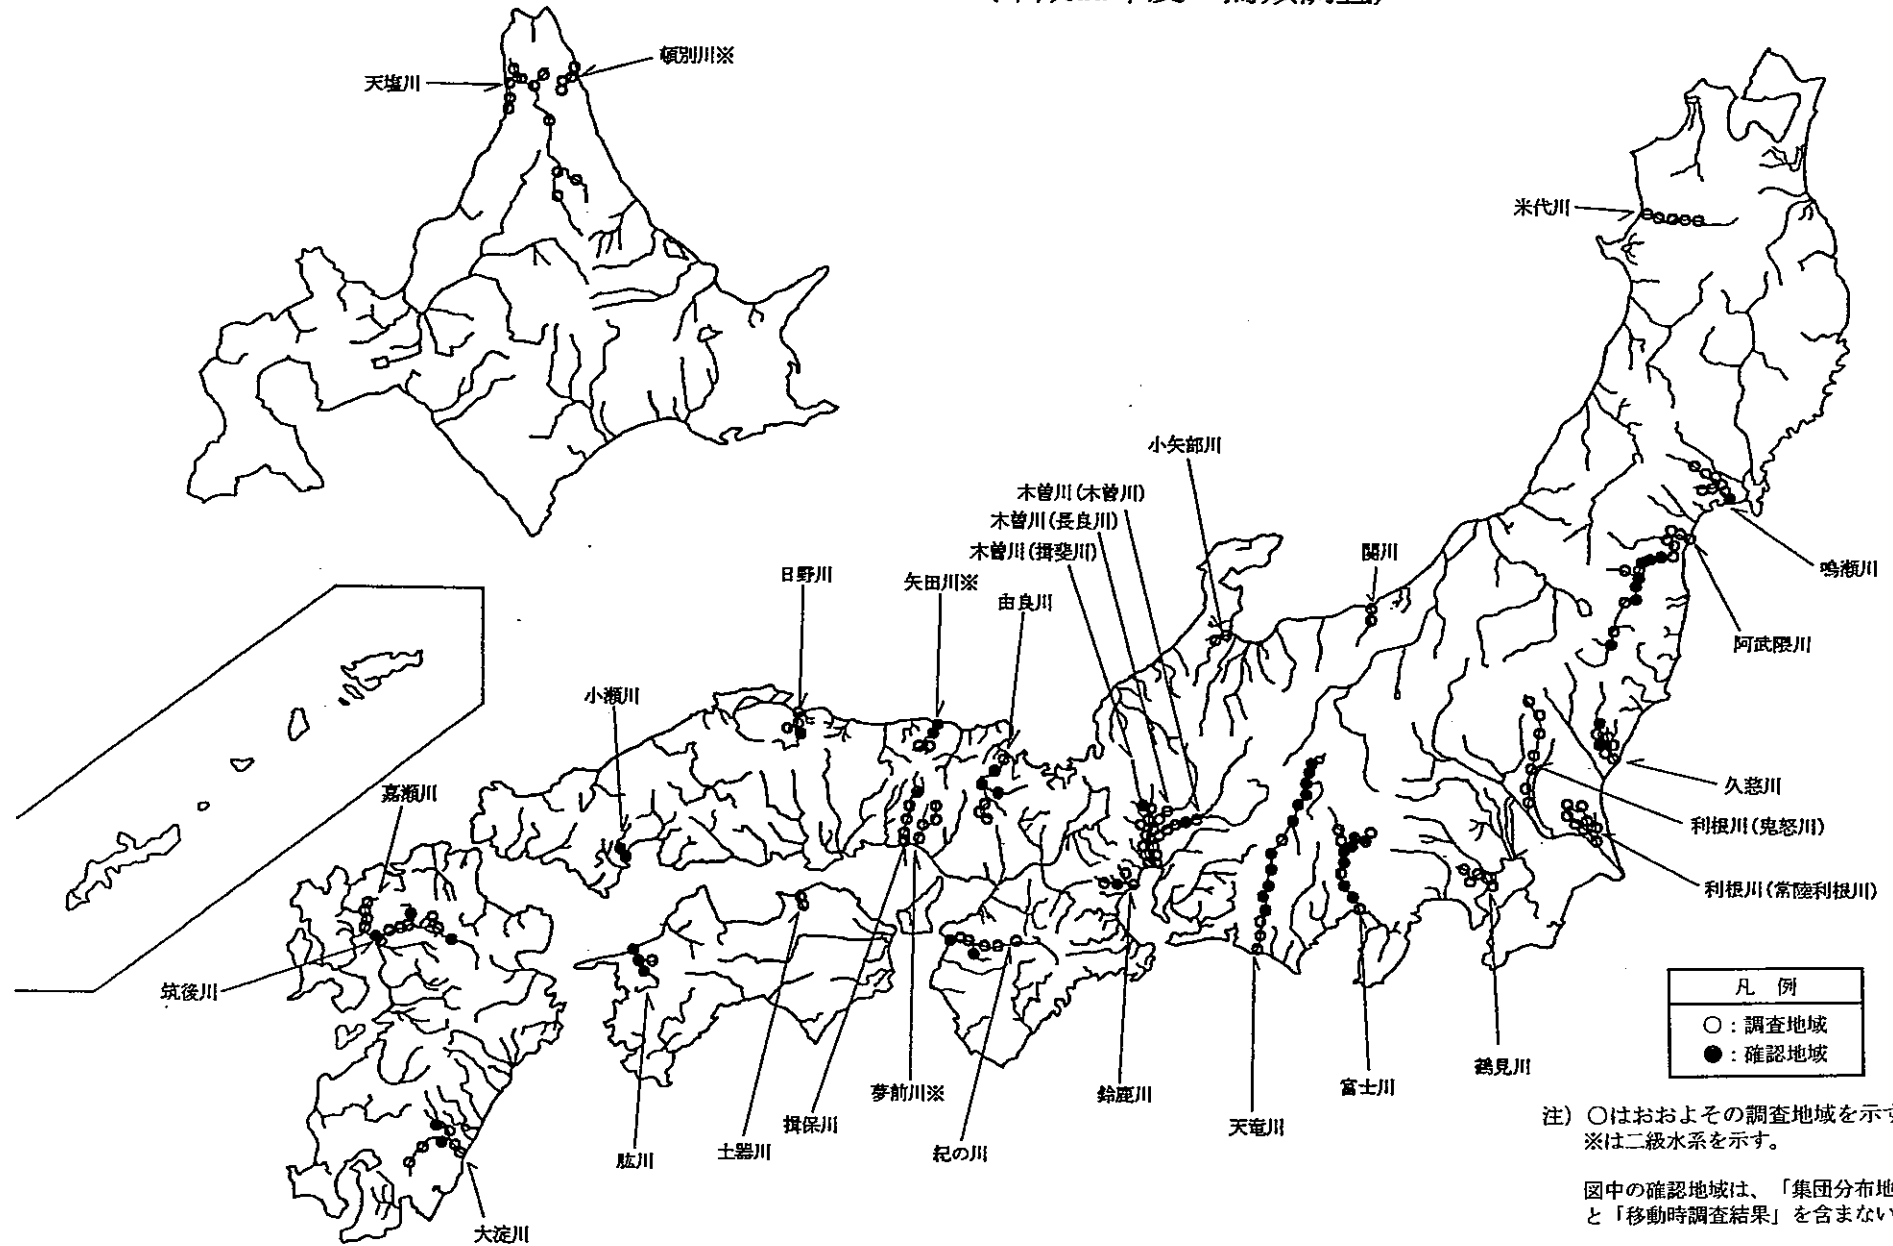 頓別川※
天塩川
米代川
小矢部川
木曽川(木曽川)
木曽川(長良川)
木曽川(揖斐川)
関川
鳴瀬川
日野川
矢田川※
由良川
阿武隈川
小瀬川
嘉瀬川
久慈川
利根川(鬼怒川)
利根川(常陸利根川)
筑後川
凡 例
○:調査地域
●:確認地域
鶴見川
富士川
鈴鹿川
夢前川※
揖保川
天竜川
紀の川
土器川
肱川
大淀川
注) ○はおおよその調査地域を示す
※は二級水系を示す。
図中の確認地域は、「集団分布地
と「移動時調査結果」を含まない